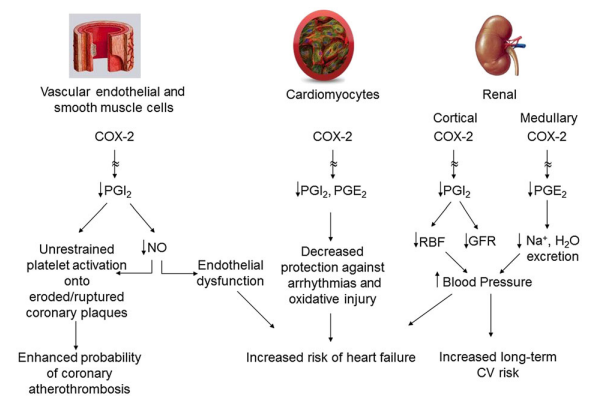 Vascular endothelial and
smooth muscle cells
Cardiomyocytes
Renal
Cortical
Medullary
COX-2
COX-2
COX-2
COX-2
≈
≈
≈
≈
↓PGI₂
↓PGI₂, PGE₂
↓PGI₂
↓PGE₂
Unrestrained
platelet activation
onto
eroded/ruptured
coronary plaques
↓NO
Endothelial
dysfunction
Decreased
protection against
arrhythmias and
oxidative injury
↓RBF
↓GFR
↓ Na⁺, H₂O
excretion
↑ Blood Pressure
Enhanced probability
of coronary
atherothrombosis
Increased risk of heart failure
Increased long-term
CV risk